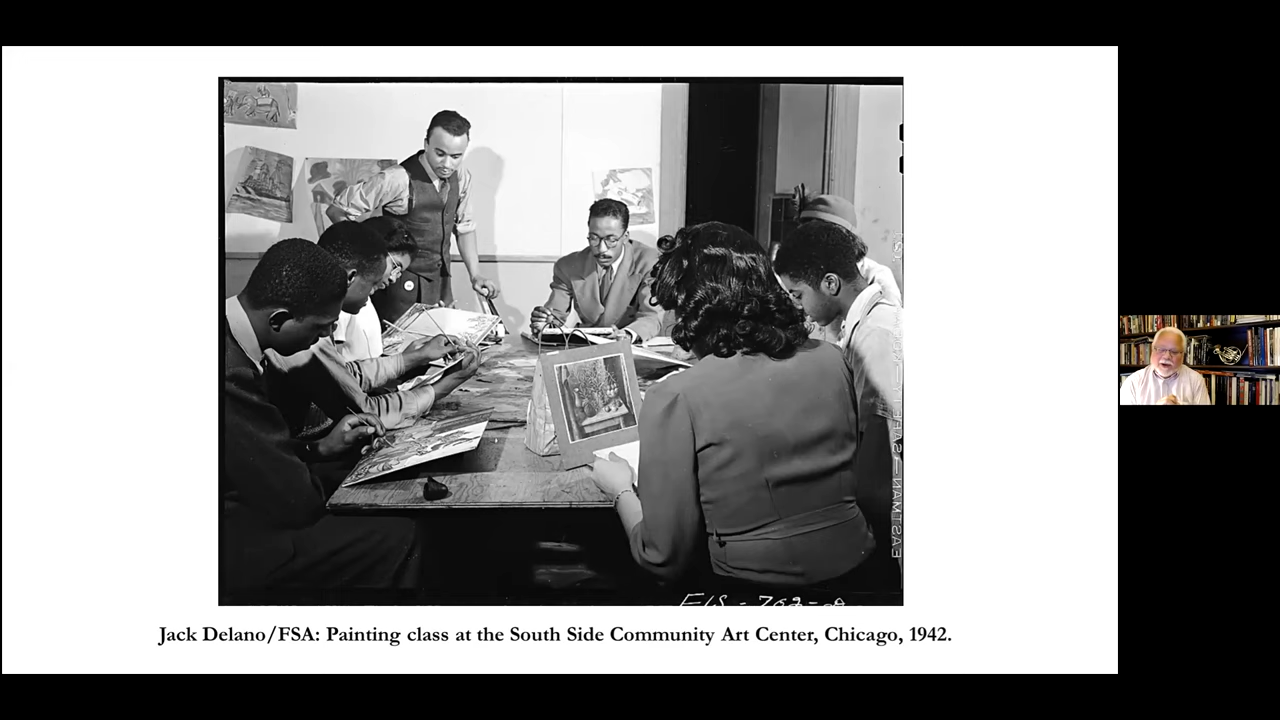 Jack Delano/FSA: Painting class at the South Side Community Art Center, Chicago, 1942.